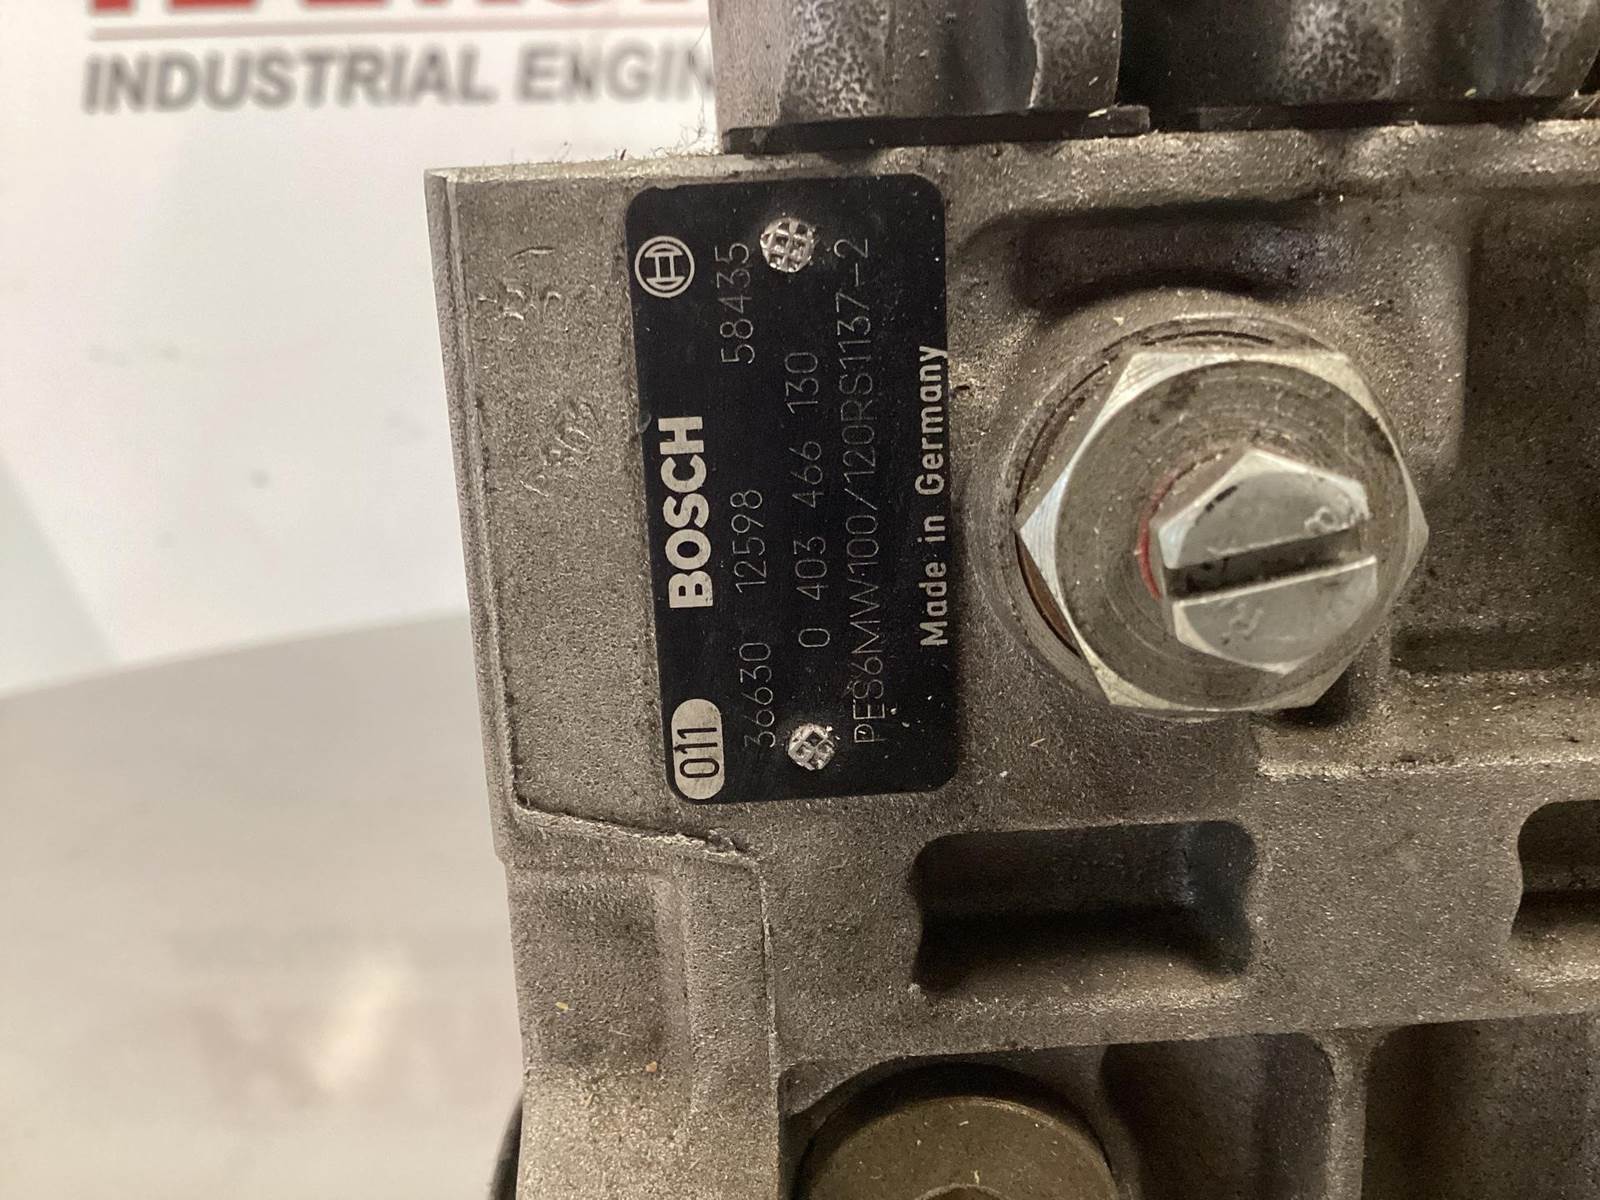 INDUSTRIAL ENGIN
011 BOSCH
36630 12598 58435
0 403 466 130
PES6MW100/120RS1137-2
Made in Germany